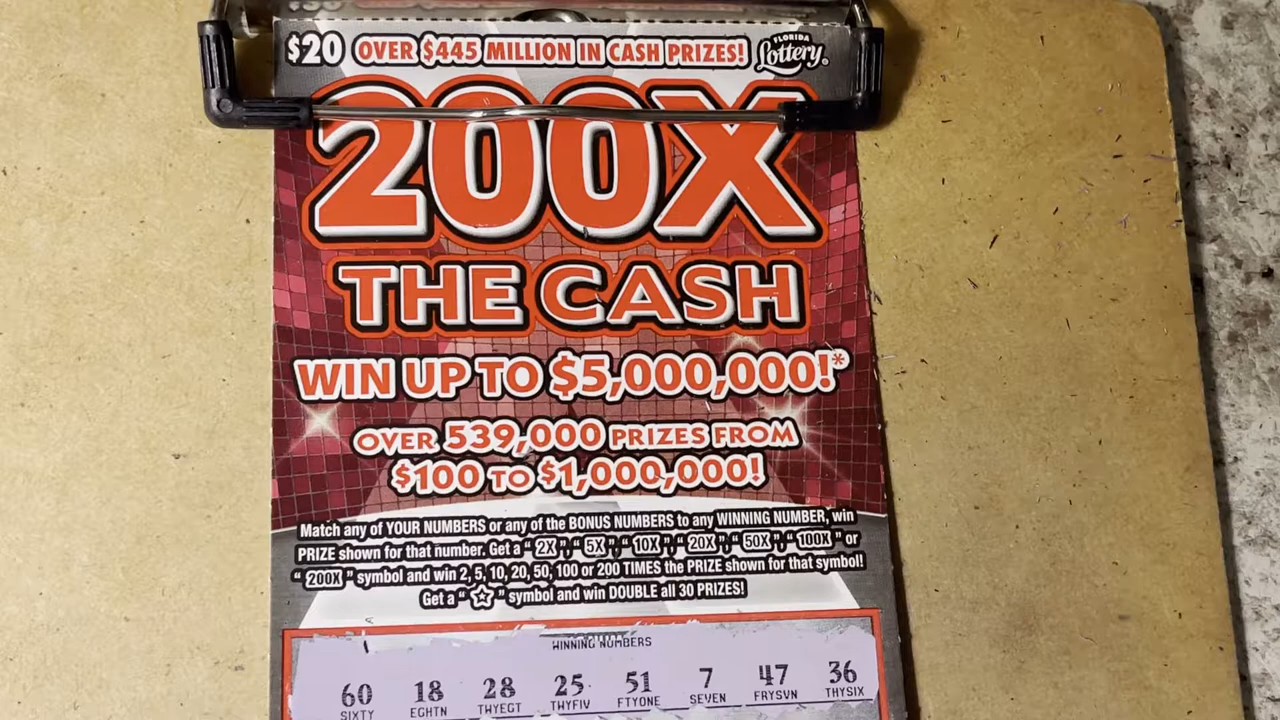 $20 OVER $445 MILLION IN CASH PRIZES! FLORIDA Lottery®
200X
THE CASH
WIN UP TO $5,000,000!*
OVER 539,000 PRIZES FROM
$100 TO $1,000,000!
Match any of YOUR NUMBERS or any of the BONUS NUMBERS to any WINNING NUMBER, win
PRIZE shown for that number. Get a "2X", "5X", "10X", "20X", "50X", "100X" or
"200X" symbol and win 2, 5, 10, 20, 50, 100 or 200 TIMES the PRIZE shown for that symbol!
Get a "☆" symbol and win DOUBLE all 30 PRIZES!
WINNING NUMBERS
60 18 28 25 51 7 47 36
SIXTY EGHTN TWYEGT TWYFIV FTYONE SEVEN FRYSVN THYSIX